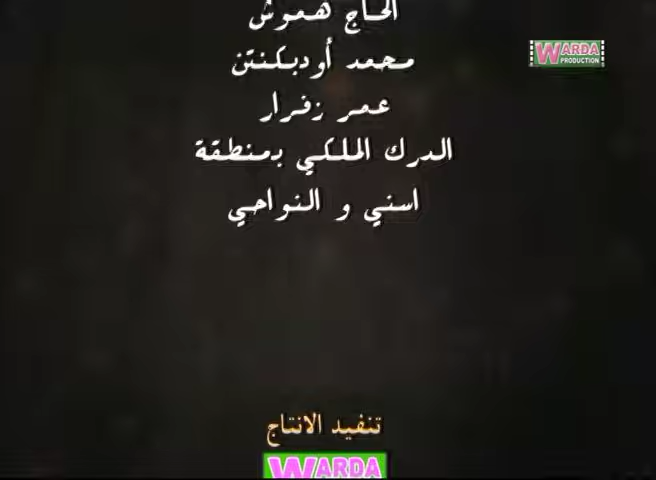 الحاج هموش
محمد أودبكنتن
عمر زفرار
الدرك الملكي بمنطقة
اسني و النواحي
WARDA
PRODUCTION
تنفيد الانتاج
WARDA